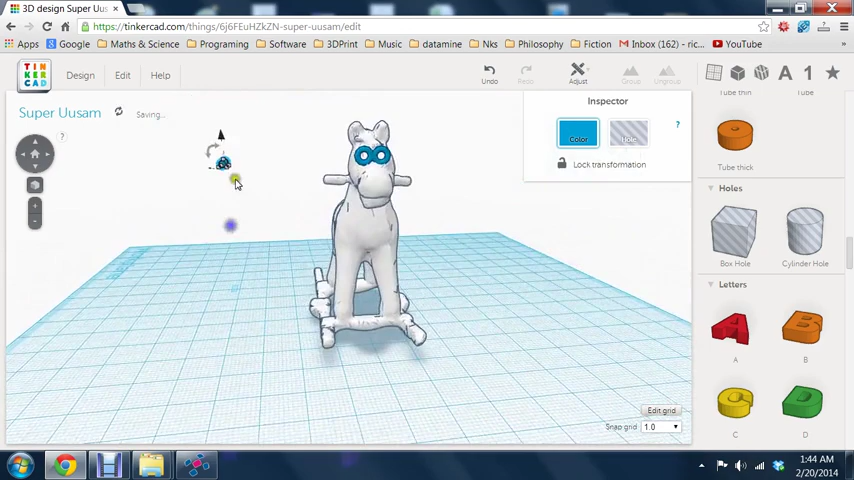 3D design Super Uus
https://www.tinkercad.com/things/6j6FEuHZkZN-super-uusam/edit
Apps Google Math & Science Programing Software 3DPrint Music datamine Nks Philosophy Fiction Inbox (162) - ric... YouTube
TIN
KER
CAD
Design Edit Help
Undo Redo Adjust Group Ungroup
Super Uusam
Saving...
?
Inspector
Color
Hole
?
Lock transformation
Tube thin
Tube
Tube thick
Holes
Box Hole
Cylinder Hole
Letters
A
B
C
D
Edit grid
Snap grid 1.0
1:44 AM
2/20/2014